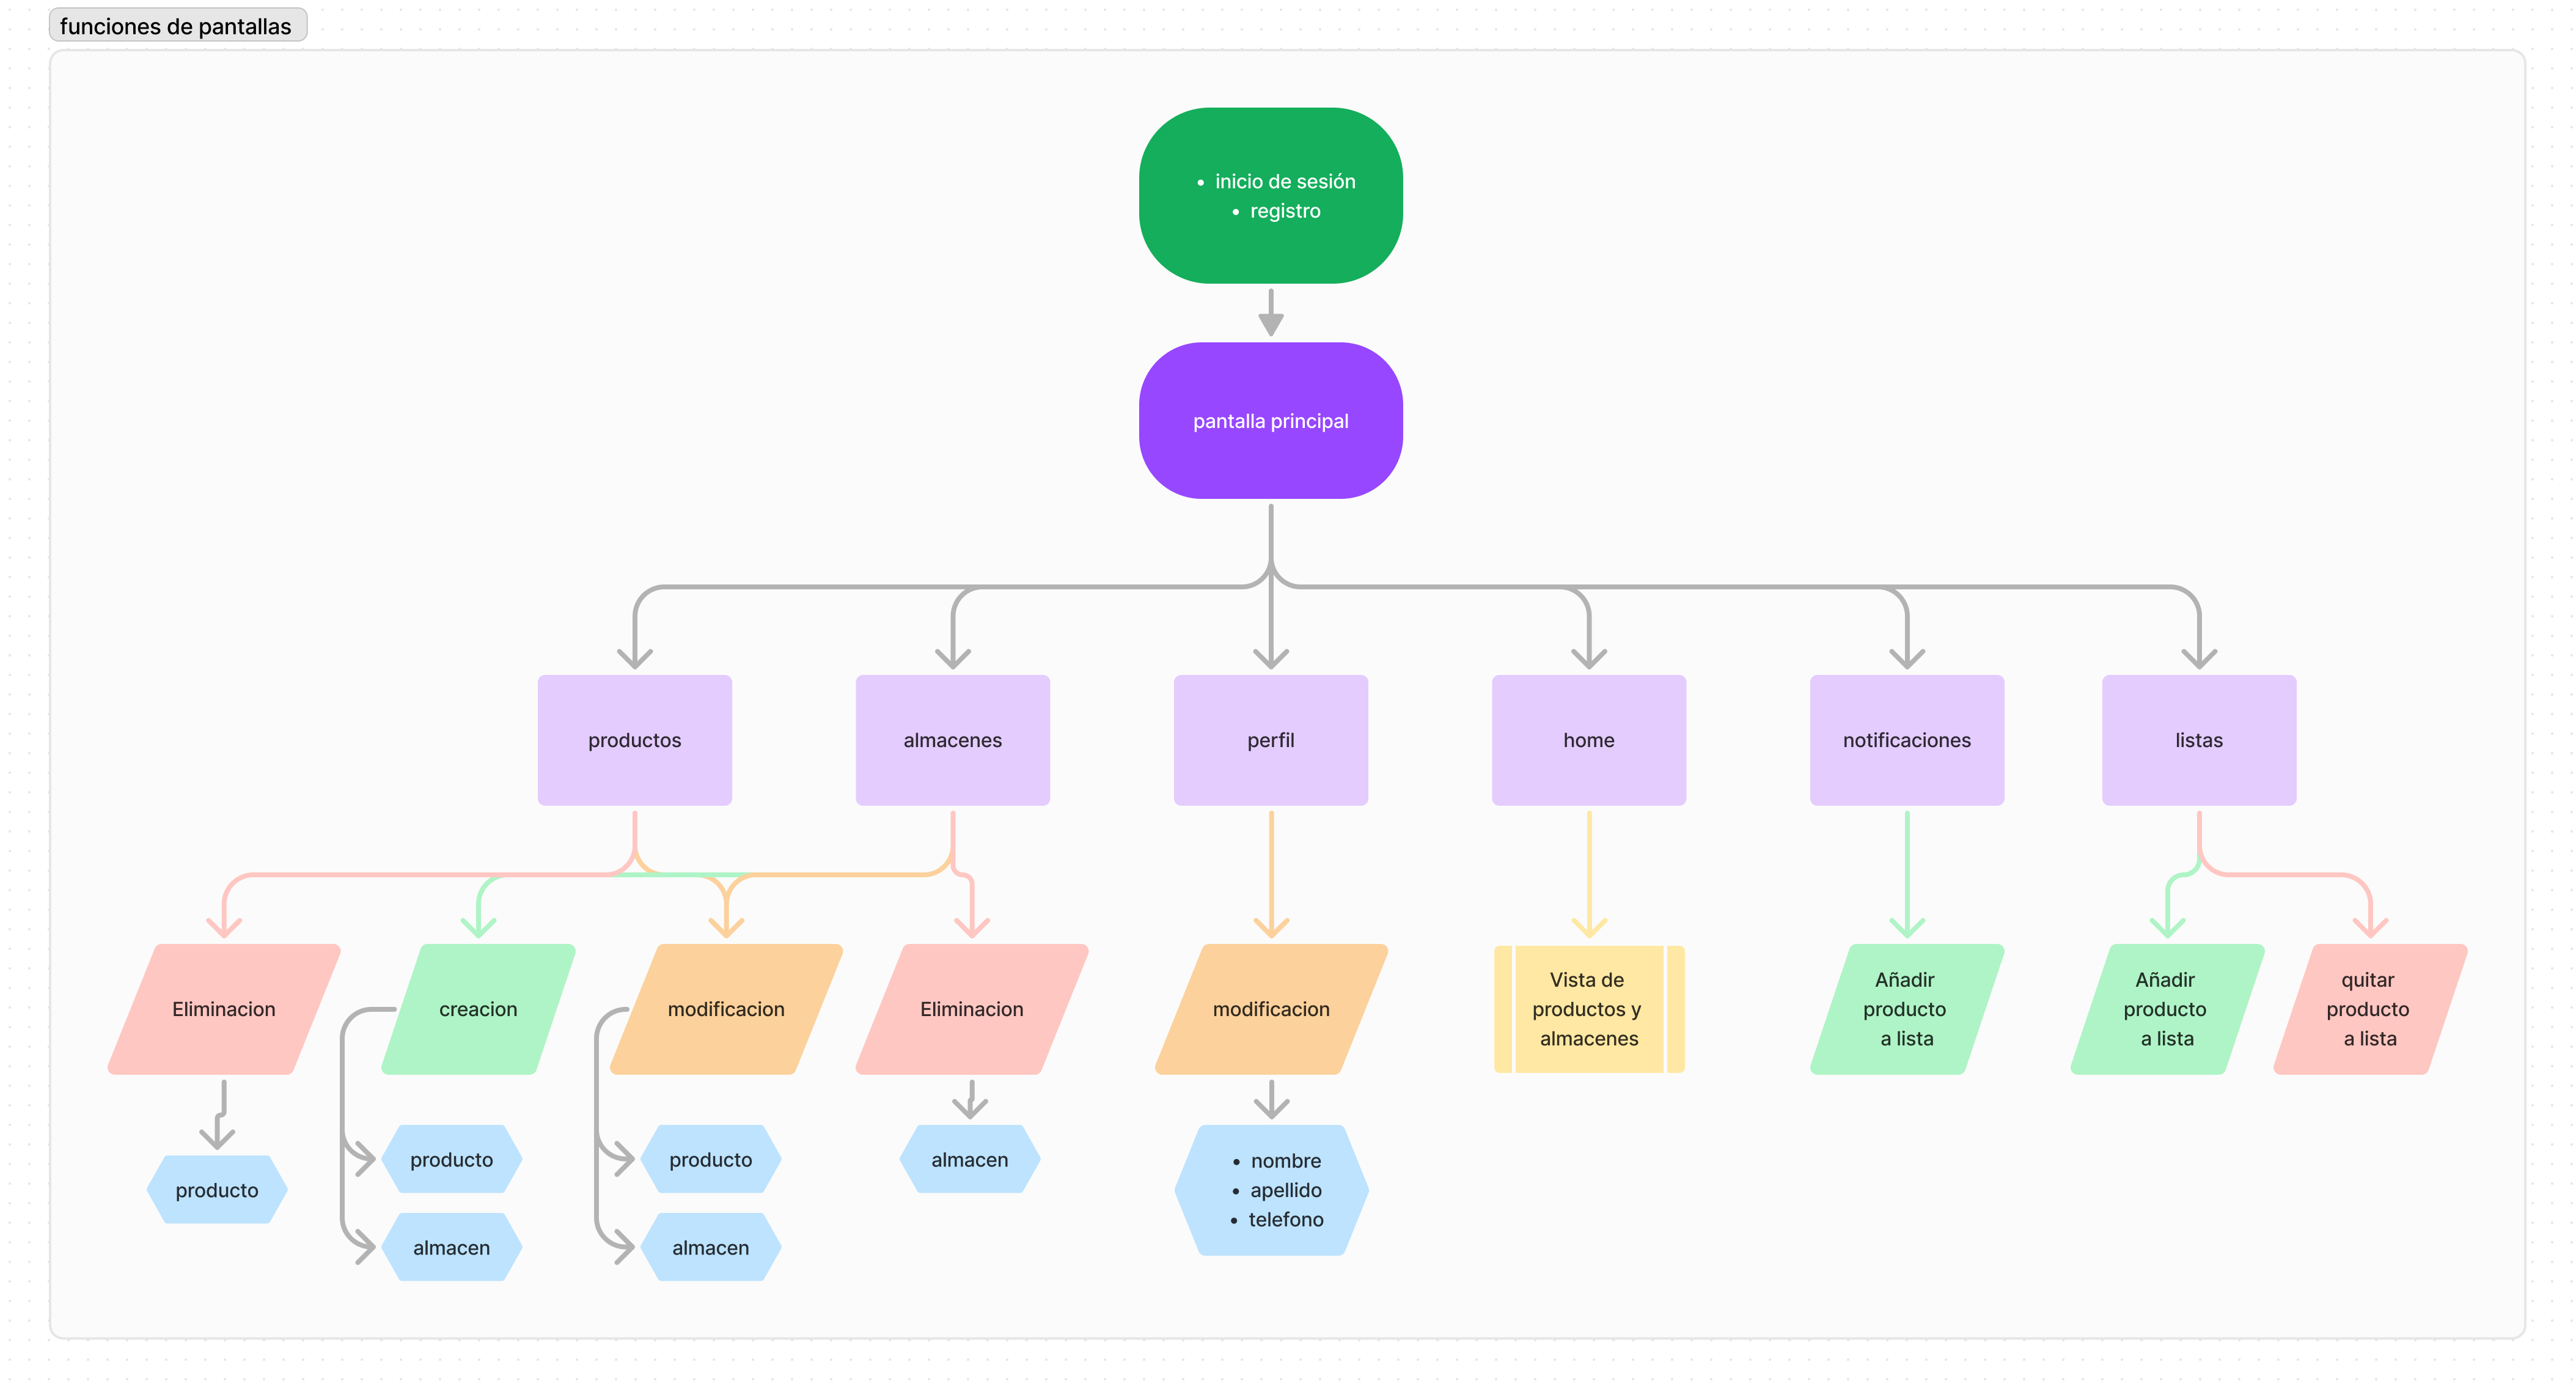 funciones de pantallas
• inicio de sesión
• registro
pantalla principal
productos
almacenes
perfil
home
notificaciones
listas
Eliminacion
creacion
modificacion
Eliminacion
modificacion
Vista de
productos y
almacenes
Añadir
producto
a lista
Añadir
producto
a lista
quitar
producto
a lista
producto
producto
almacen
producto
almacen
almacen
• nombre
• apellido
• telefono